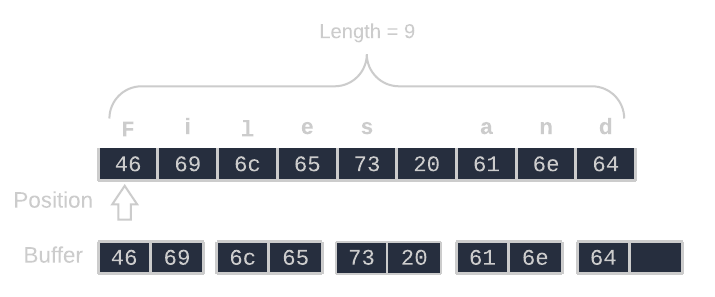 Length = 9
F i l e s a n d
46 69 6c 65 73 20 61 6e 64
Position
Buffer 46 69 6c 65 73 20 61 6e 64